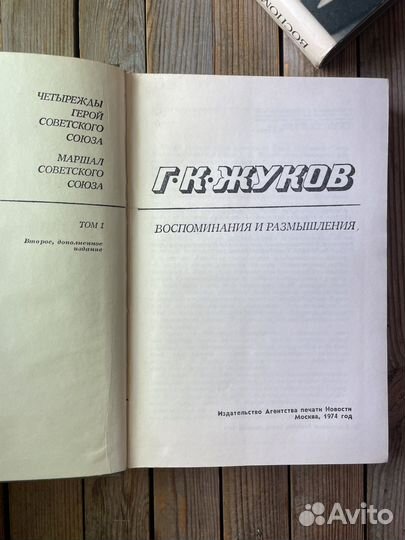 ЧЕТЫРЕЖДЫ
ГЕРОЙ
СОВЕТСКОГО
СОЮЗА
МАРШАЛ
СОВЕТСКОГО
СОЮЗА
ТОМ 1
Второе, дополненное
издание
Г·К·ЖУКОВ
ВОСПОМИНАНИЯ И РАЗМЫШЛЕНИЯ
Издательство Агентства печати Новости
Москва, 1974 год
Avito